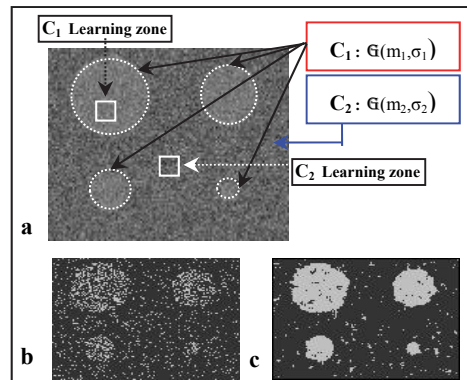 C₁ Learning zone
C₁ : G(m₁,σ₁)
C₂ : G(m₂,σ₂)
C₂ Learning zone
a
b
c